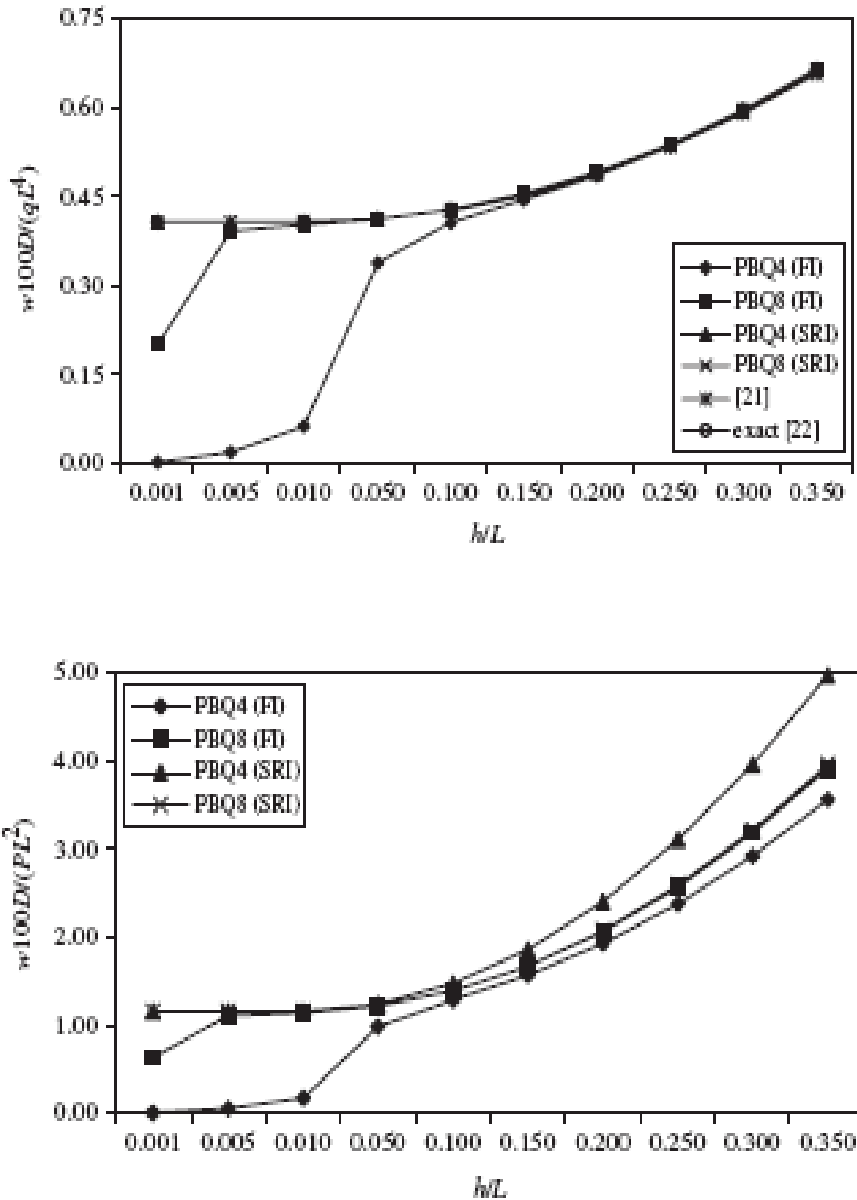 0.75
0.60
0.45
0.30
0.15
0.00
w100D/(qL⁴)
PBQ4 (FI)
PBQ8 (FI)
PBQ4 (SRI)
PBQ8 (SRI)
[21]
exact [22]
0.001 0.005 0.010 0.050 0.100 0.150 0.200 0.250 0.300 0.350
h/L
5.00
4.00
3.00
2.00
1.00
0.00
w100D/(PL²)
PBQ4 (FI)
PBQ8 (FI)
PBQ4 (SRI)
PBQ8 (SRI)
0.001 0.005 0.010 0.050 0.100 0.150 0.200 0.250 0.300 0.350
h/L